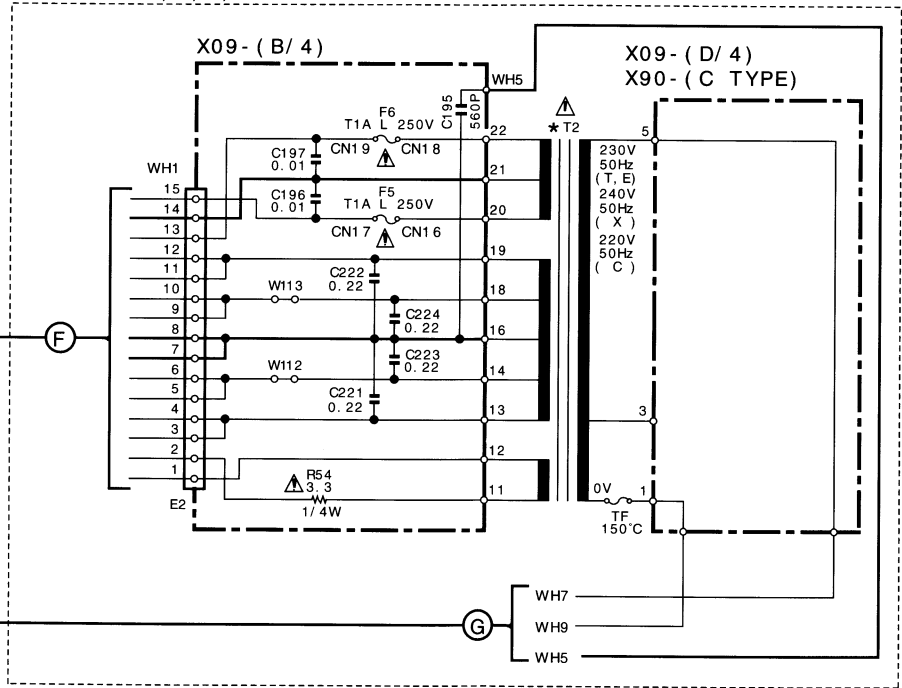 X09-(B/4)
X09-(D/4)
X90-(C TYPE)
WH5
C195
560P
F6
T1A L 250V
CN19
CN18
C197
0.01
C196
0.01
F5
T1A L 250V
CN17
CN16
WH1
15
14
13
12
11
10
9
8
7
6
5
4
3
2
1
E2
22
21
20
19
18
16
14
13
12
11
C222
0.22
W113
C224
0.22
C223
0.22
W112
C221
0.22
R54
3.3
1/4W
* T2
5
230V
50Hz
(T,E)
240V
50Hz
( X )
220V
50Hz
( C )
3
0V
1
TF
150°C
F
G
WH7
WH9
WH5